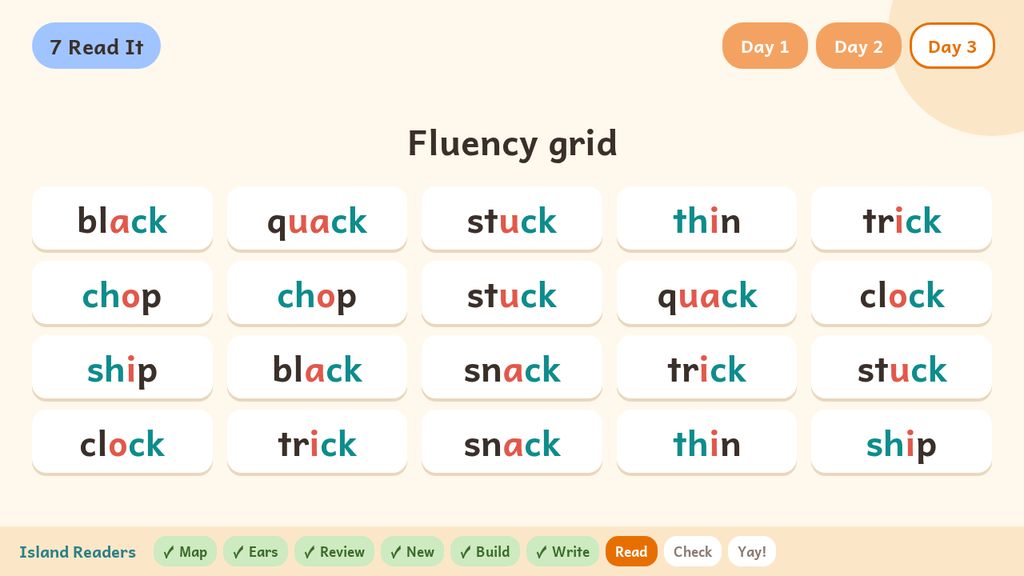 7 Read It
Day 1 Day 2 Day 3
Fluency grid
black quack stuck thin trick
chop chop stuck quack clock
ship black snack trick stuck
clock trick snack thin ship
Island Readers ✓ Map ✓ Ears ✓ Review ✓ New ✓ Build ✓ Write Read Check Yay!